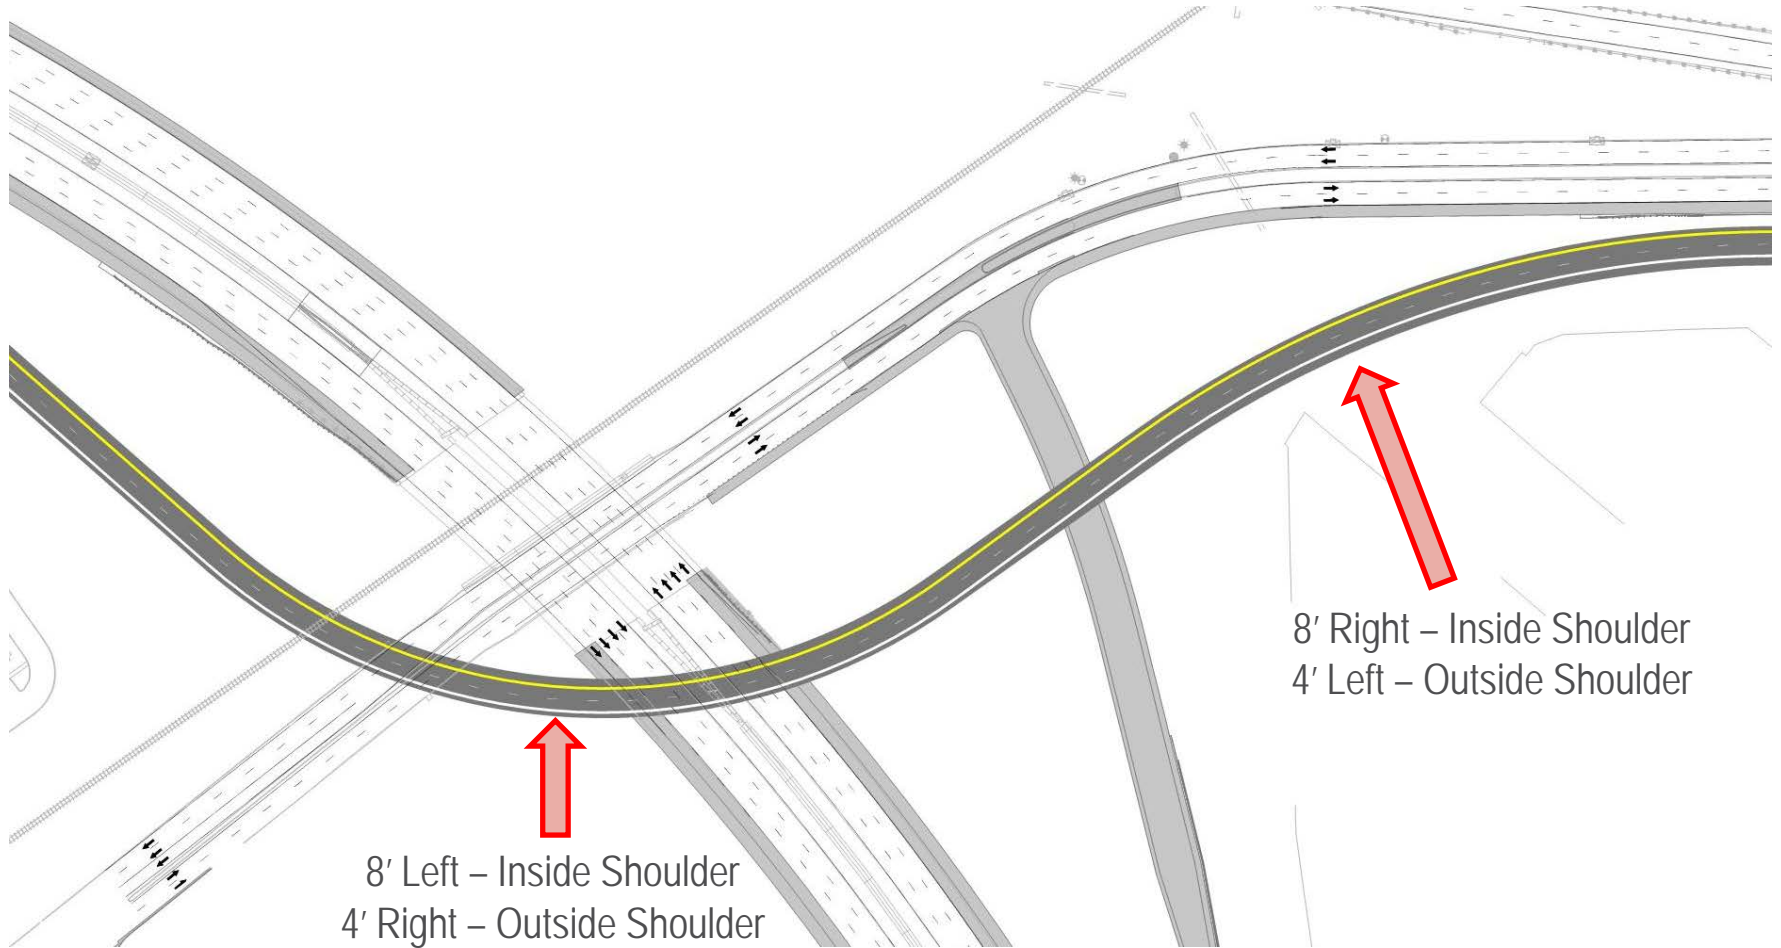 8' Right – Inside Shoulder
4' Left – Outside Shoulder
8' Left – Inside Shoulder
4' Right – Outside Shoulder